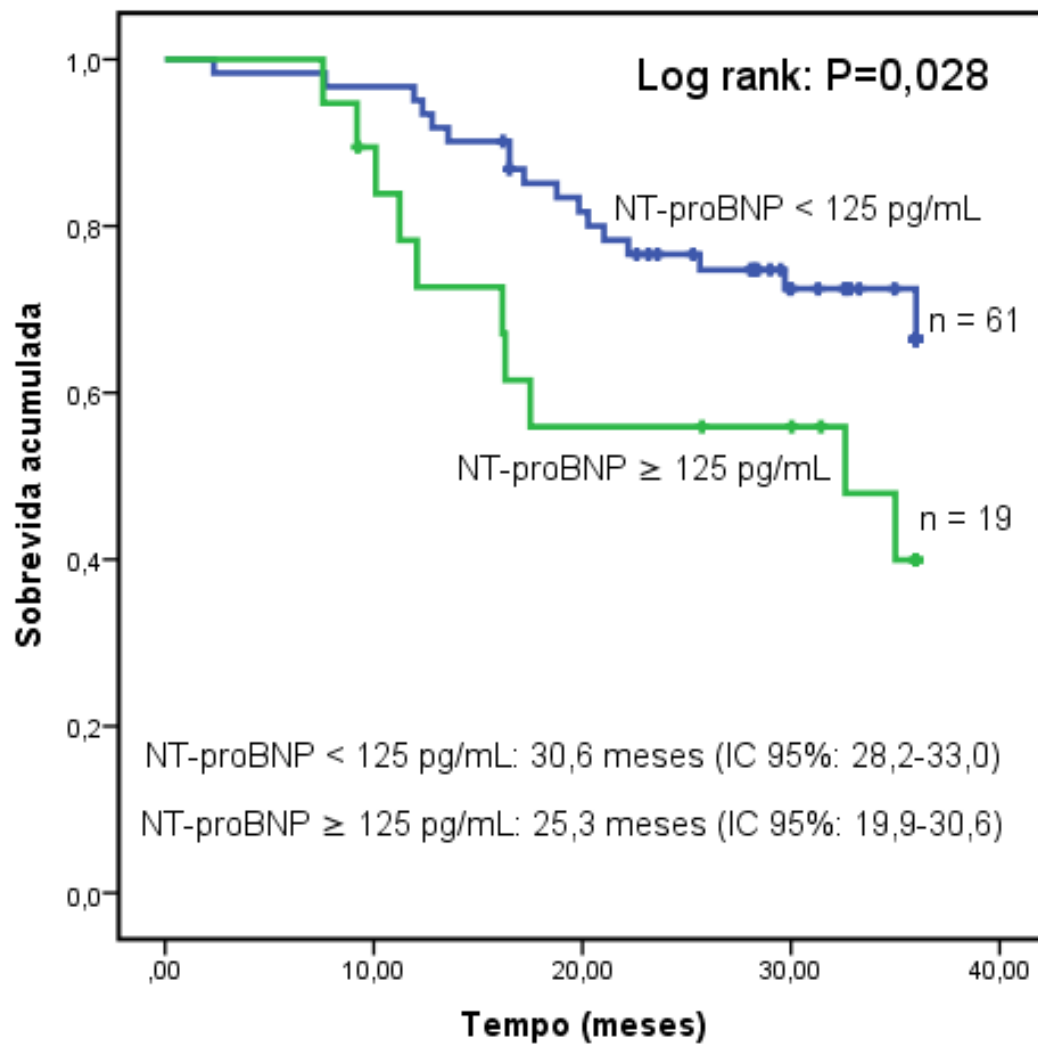 Log rank: P=0,028
NT-proBNP < 125 pg/mL
n = 61
NT-proBNP ≥ 125 pg/mL
n = 19
NT-proBNP < 125 pg/mL: 30,6 meses (IC 95%: 28,2-33,0)
NT-proBNP ≥ 125 pg/mL: 25,3 meses (IC 95%: 19,9-30,6)
Sobrevida acumulada
1,0
0,8
0,6
0,4
0,2
0,0
,00
10,00
20,00
30,00
40,00
Tempo (meses)